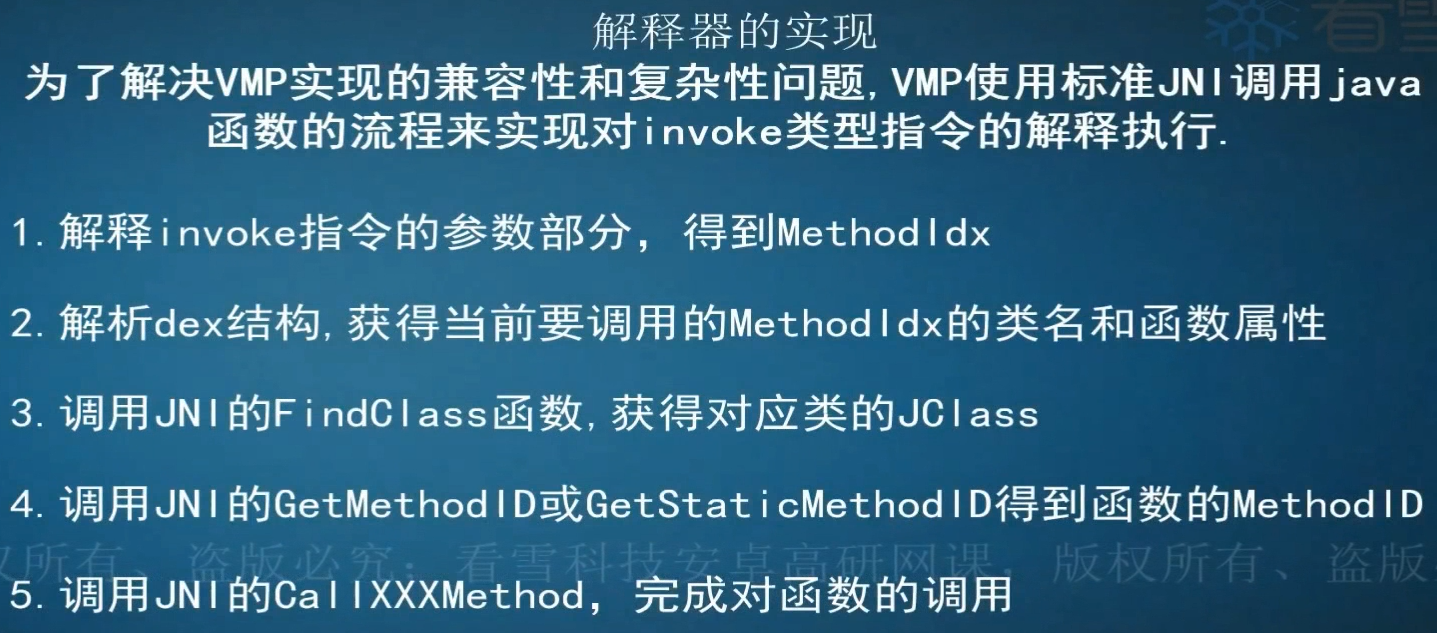 解释器的实现
为了解决VMP实现的兼容性和复杂性问题,VMP使用标准JNI调用java
函数的流程来实现对invoke类型指令的解释执行.
1.解释invoke指令的参数部分，得到MethodIdx
2.解析dex结构,获得当前要调用的MethodIdx的类名和函数属性
3.调用JNI的FindClass函数,获得对应类的JClass
4.调用JNI的GetMethodID或GetStaticMethodID得到函数的MethodID
权所有、盗版必究；看雪科技安卓高研网课，版权所有、盗版
5.调用JNI的CallXXXMethod，完成对函数的调用
看雪